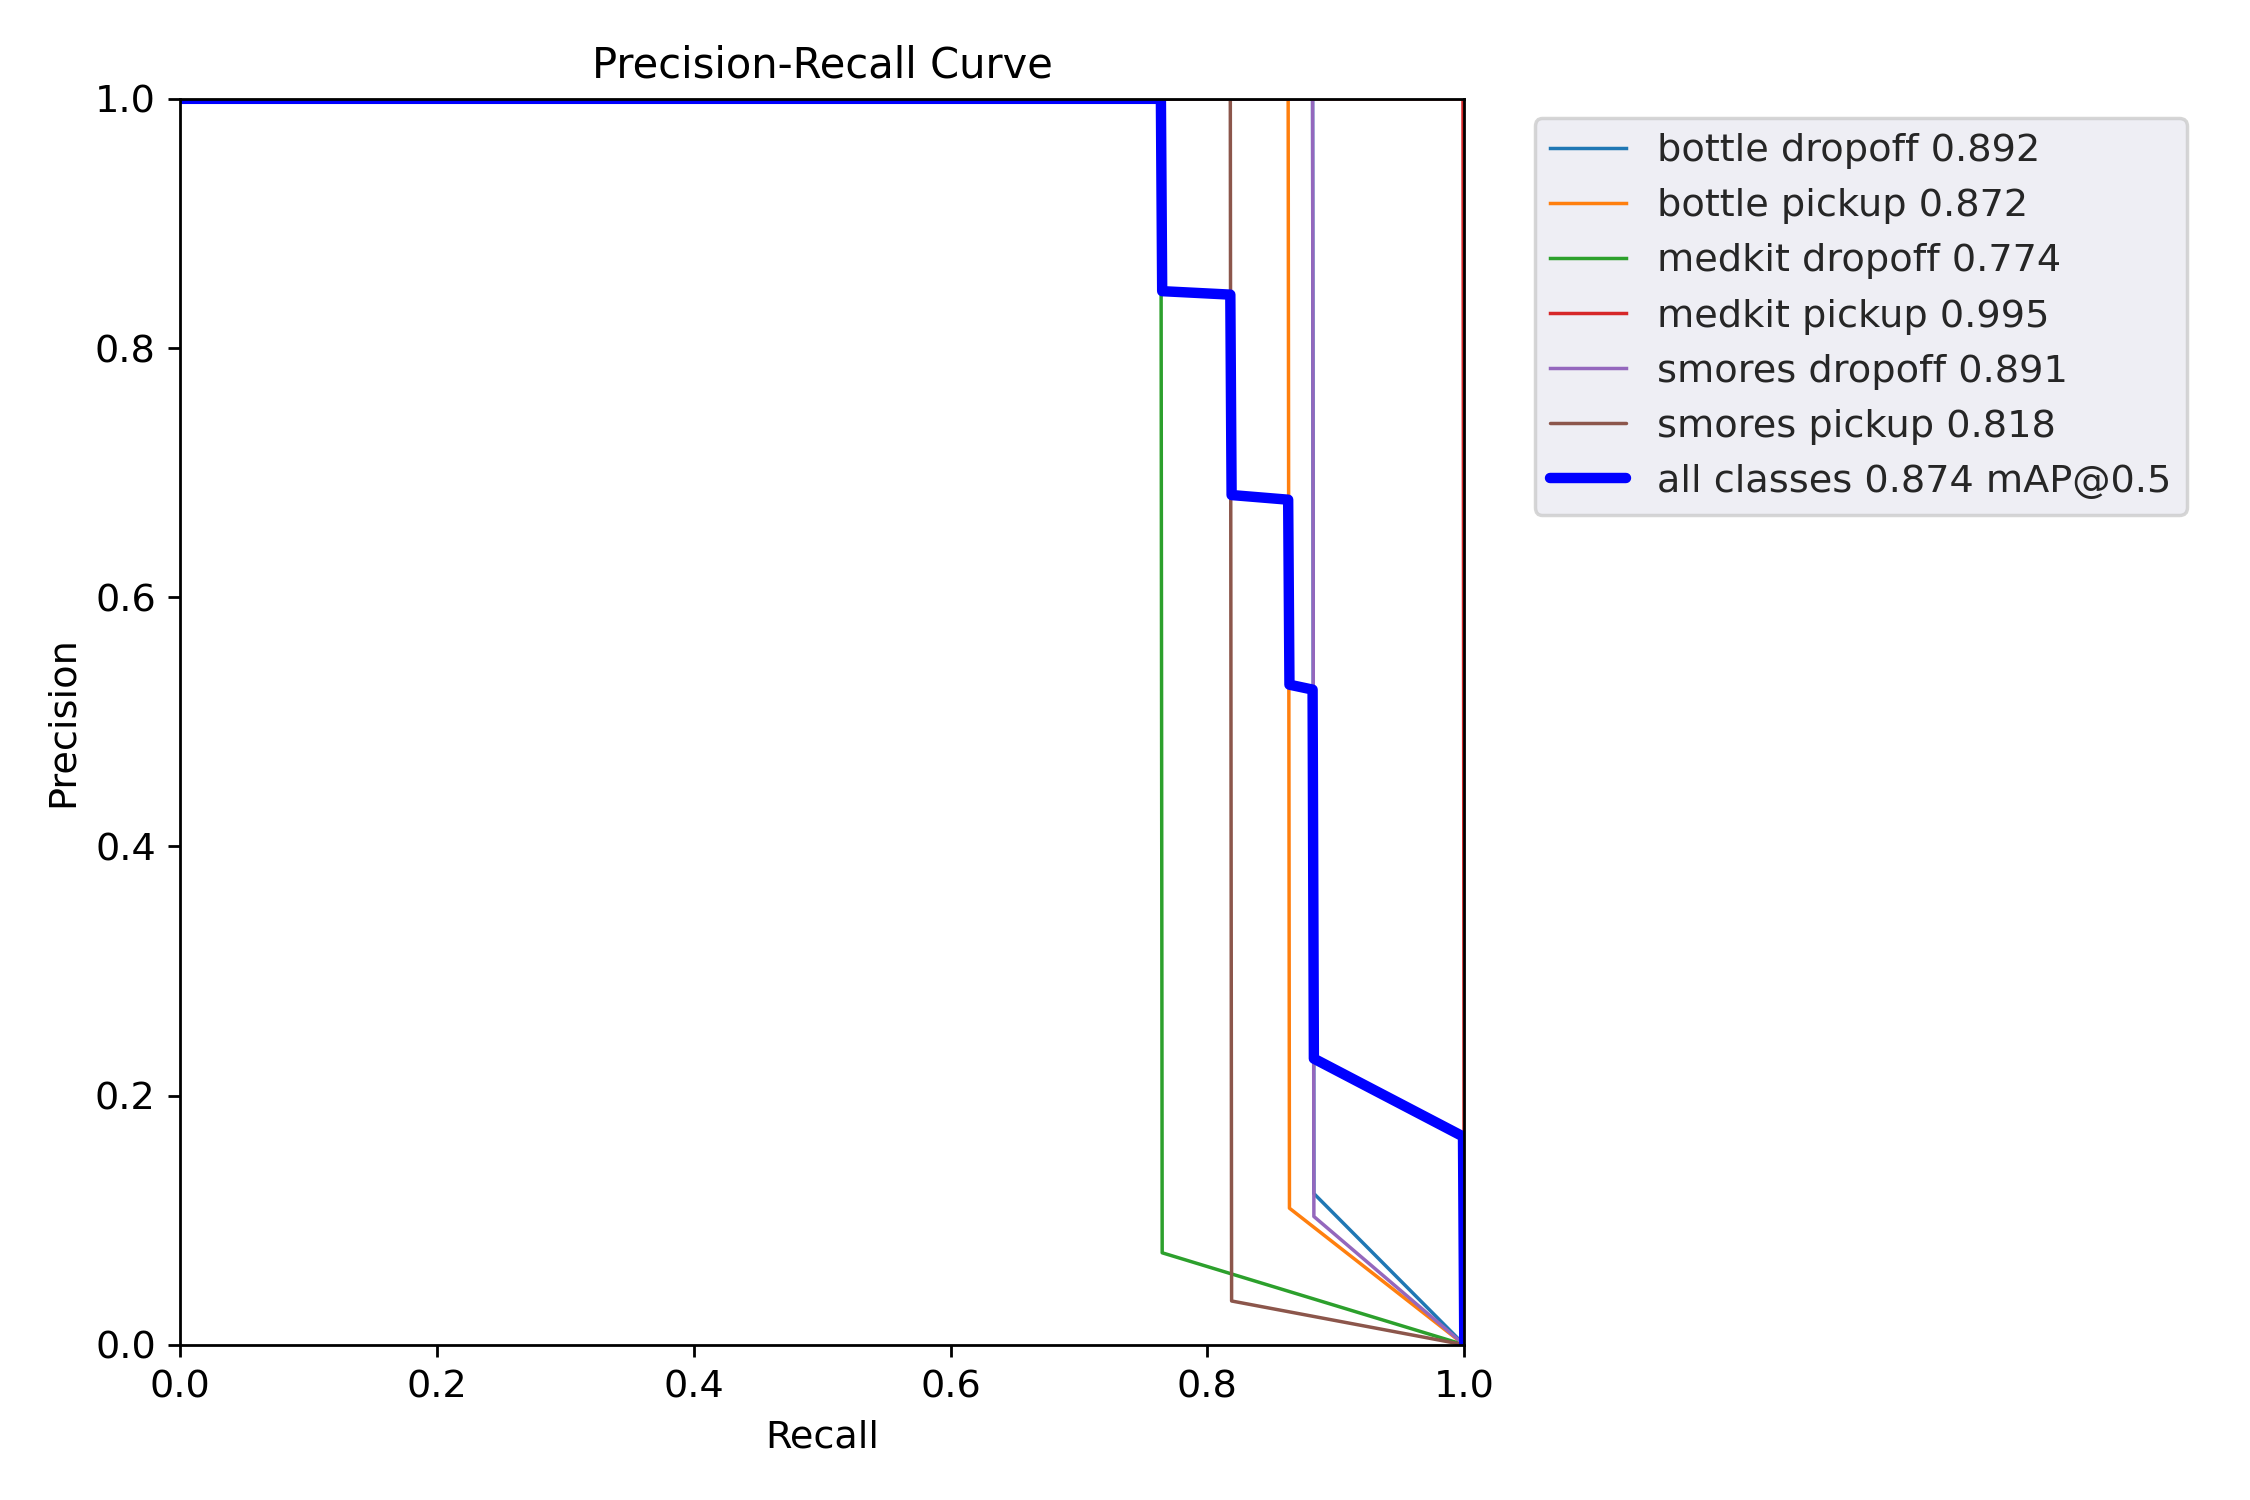 Precision-Recall Curve
1.0
0.8
0.6
0.4
0.2
0.0
Precision
0.0 0.2 0.4 0.6 0.8 1.0
Recall
bottle dropoff 0.892
bottle pickup 0.872
medkit dropoff 0.774
medkit pickup 0.995
smores dropoff 0.891
smores pickup 0.818
all classes 0.874 mAP@0.5